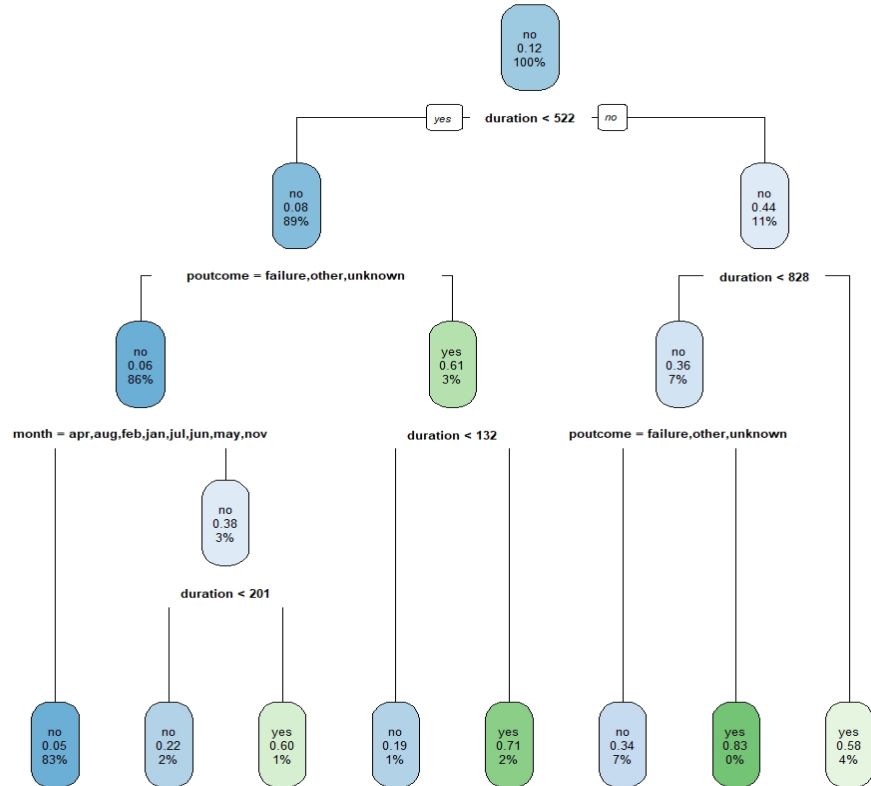 no
0.12
100%
yes duration < 522 no
no
0.08
89%
no
0.44
11%
poutcome = failure,other,unknown
duration < 828
no
0.06
86%
yes
0.61
3%
no
0.36
7%
month = apr,aug,feb,jan,jul,jun,may,nov
duration < 132
poutcome = failure,other,unknown
no
0.38
3%
duration < 201
no
0.05
83%
no
0.22
2%
yes
0.60
1%
no
0.19
1%
yes
0.71
2%
no
0.34
7%
yes
0.83
0%
yes
0.58
4%